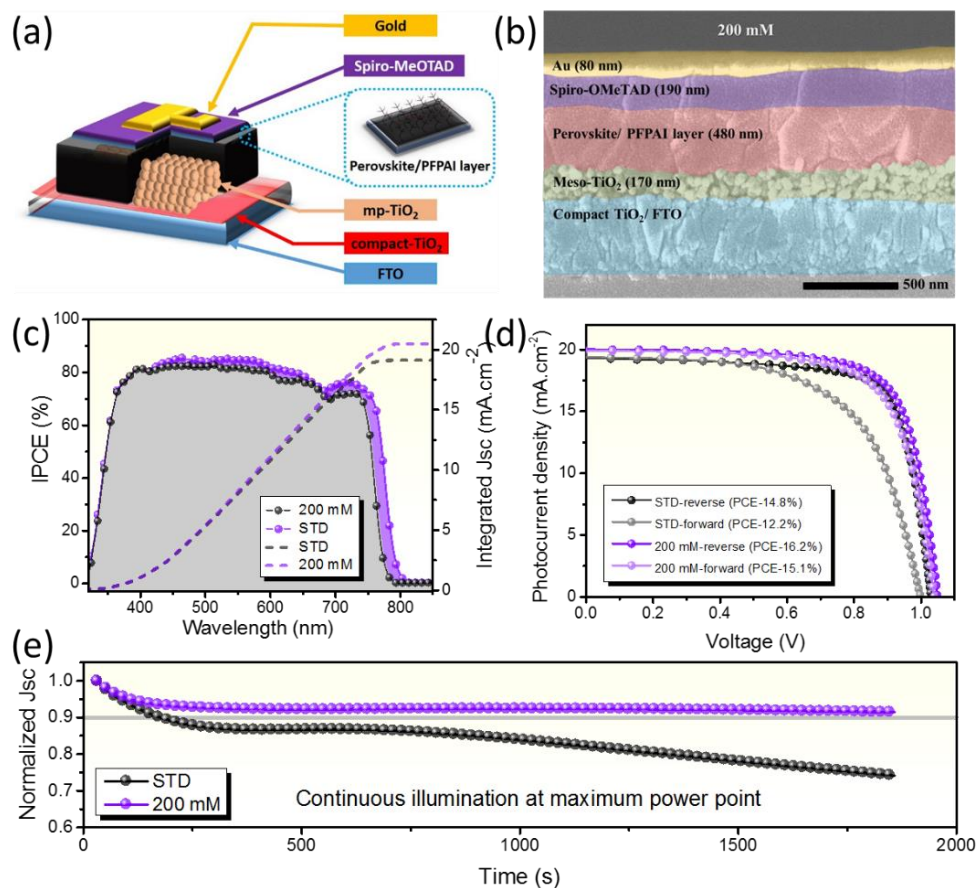 (a)
Gold
Spiro-MeOTAD
Perovskite/PFPAI layer
mp-TiO₂
compact-TiO₂
FTO
(b)
200 mM
Au (80 nm)
Spiro-OMeTAD (190 nm)
Perovskite/ PFPAI layer (480 nm)
Meso-TiO₂ (170 nm)
Compact TiO₂/ FTO
500 nm
(c)
IPCE (%)
100
80
60
40
20
0
400 500 600 700 800
Wavelength (nm)
Integrated Jsc (mA.cm⁻²)
20
15
10
5
0
200 mM
STD
STD
200 mM
(d)
Photocurrent density (mA.cm⁻²)
20
15
10
5
0
0.0 0.2 0.4 0.6 0.8 1.0
Voltage (V)
STD-reverse (PCE-14.8%)
STD-forward (PCE-12.2%)
200 mM-reverse (PCE-16.2%)
200 mM-forward (PCE-15.1%)
(e)
Normalized Jsc
1.0
0.9
0.8
0.7
0.6
STD
200 mM
Continuous illumination at maximum power point
0 500 1000 1500 2000
Time (s)